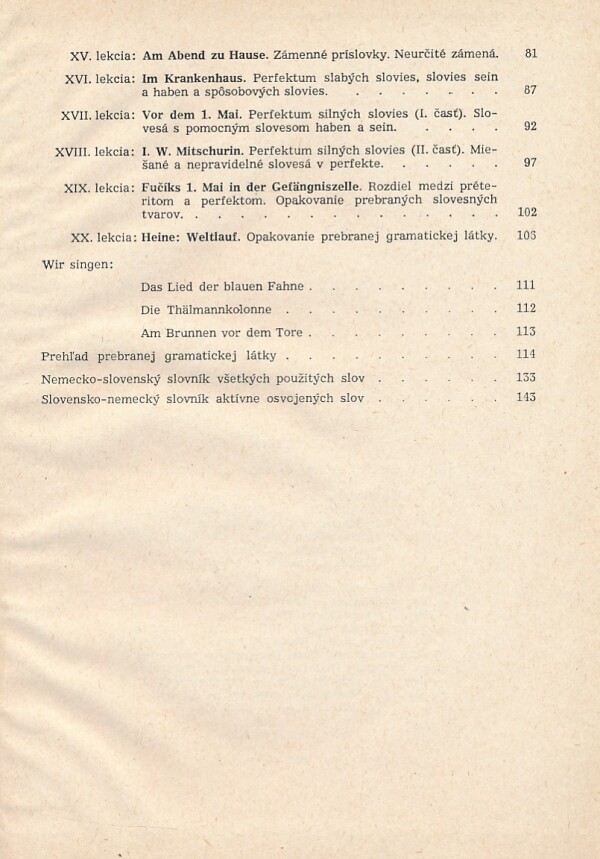 XV. lekcia: Am Abend zu Hause. Zámenné príslovky. Neurčité zámená. 81
XVI. lekcia: Im Krankenhaus. Perfektum slabých slovies, slovies sein
a haben a spôsobových slovies. . . . . . . . 87
XVII. lekcia: Vor dem 1. Mai. Perfektum silných slovies (I. časť). Slo-
vesá s pomocným slovesom haben a sein. . . . . 92
XVIII. lekcia: I. W. Mitschurin. Perfektum silných slovies (II. časť). Mie-
šané a nepravidelné slovesá v perfekte. . . . . . 97
XIX. lekcia: Fučíks 1. Mai in der Gefängniszelle. Rozdiel medzi préte-
ritom a perfektom. Opakovanie prebraných slovesných
tvarov. . . . . . . . . . . . . . . 102
XX. lekcia: Heine: Weltlauf. Opakovanie prebranej gramatickej látky. 106
Wir singen:
Das Lied der blauen Fahne . . . . . . . . 111
Die Thälmannkolonne . . . . . . . . . 112
Am Brunnen vor dem Tore . . . . . . . . 113
Prehľad prebranej gramatickej látky . . . . . . . . . 114
Nemecko-slovenský slovník všetkých použitých slov . . . . . . 133
Slovensko-nemecký slovník aktívne osvojených slov . . . . . . 143